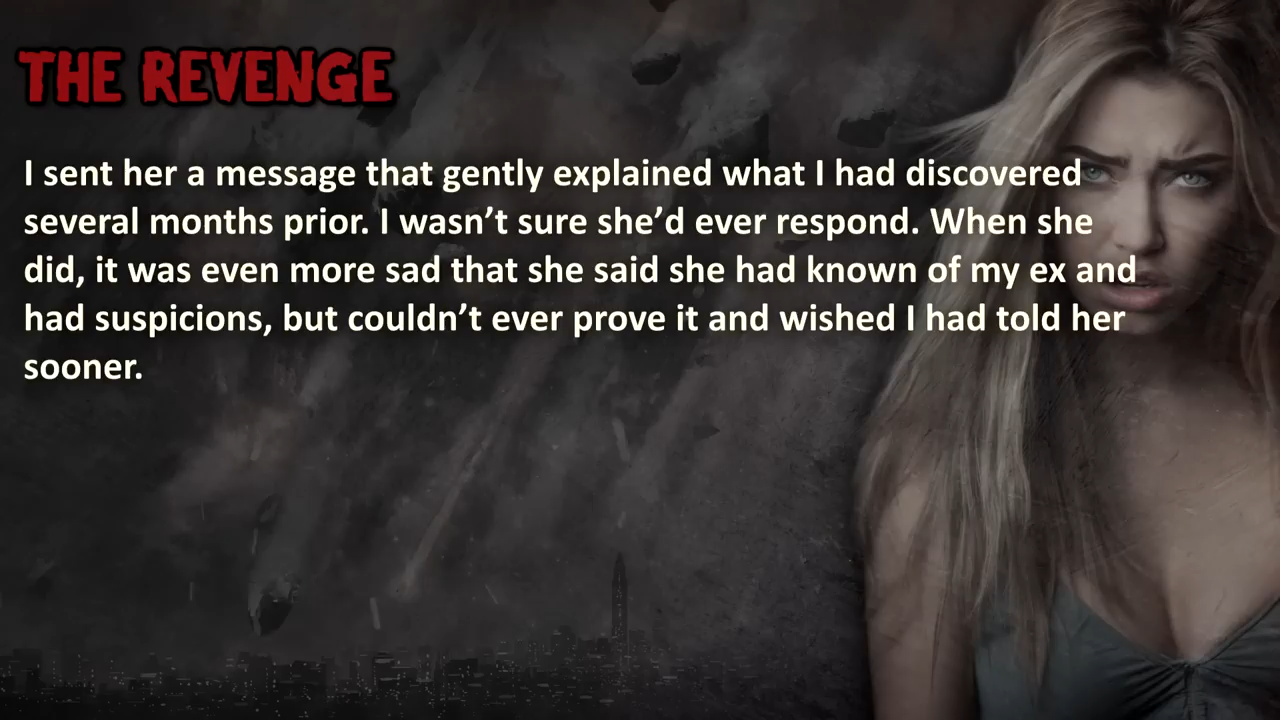 THE REVENGE
I sent her a message that gently explained what I had discovered
several months prior. I wasn’t sure she’d ever respond. When she
did, it was even more sad that she said she had known of my ex and
had suspicions, but couldn’t ever prove it and wished I had told her
sooner.